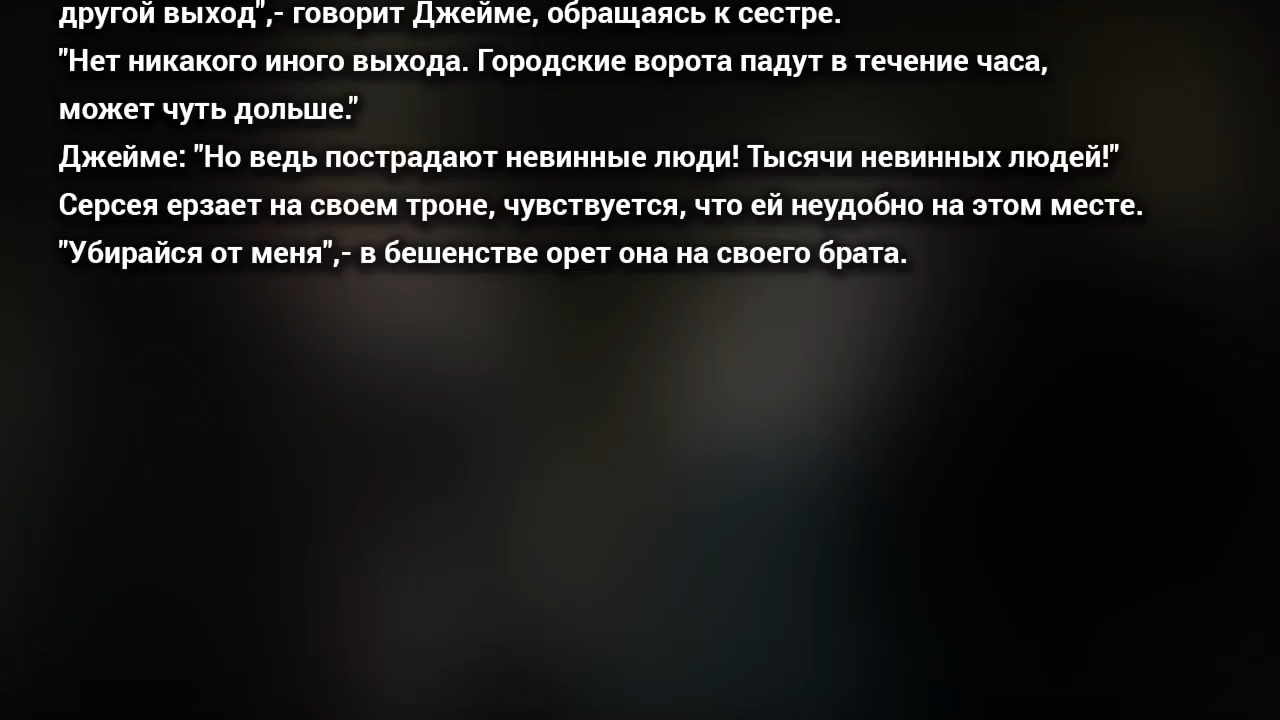 другой выход",- говорит Джейме, обращаясь к сестре.
"Нет никакого иного выхода. Городские ворота падут в течение часа,
может чуть дольше."
Джейме: "Но ведь пострадают невинные люди! Тысячи невинных людей!"
Серсея ерзает на своем троне, чувствуется, что ей неудобно на этом месте.
"Убирайся от меня",- в бешенстве орет она на своего брата.